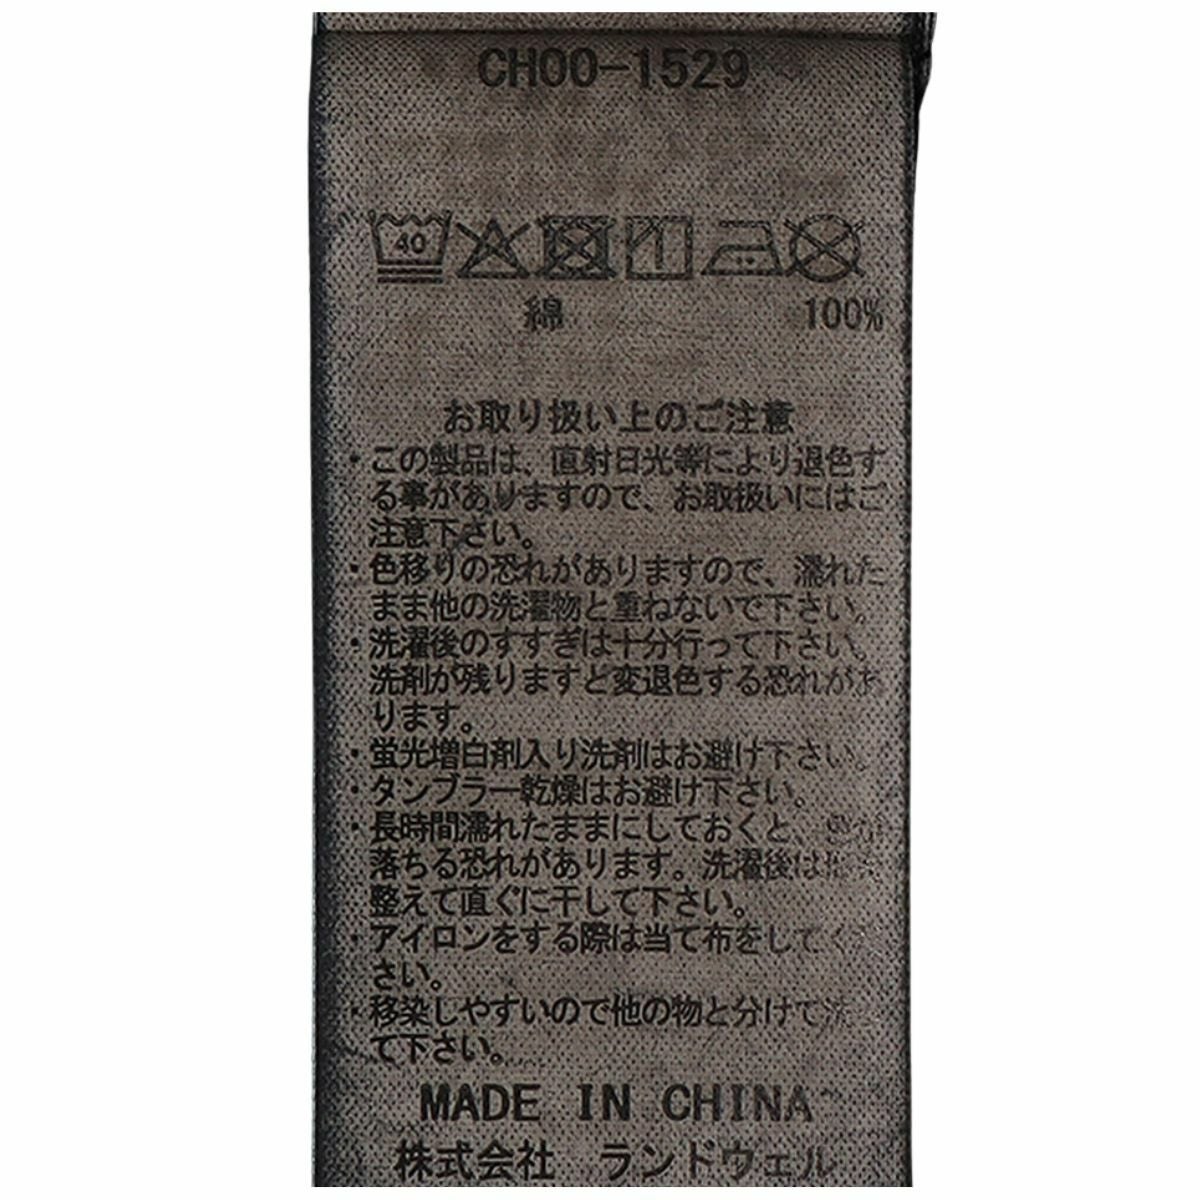 CHOO-1529
40
綿 100%
お取り扱い上のご注意
・この製品は、直射日光等により退色す
る事がありますので、お取扱いにはご
注意下さい。
・色移りの恐れがありますので、濡れた
まま他の洗濯物と重ねないで下さい。
・洗濯後のすすぎは十分行って下さい。
洗剤が残りますと変退色する恐れがあ
ります。
・蛍光増白剤入り洗剤はお避け下さい。
・タンブラー乾燥はお避け下さい。
・長時間濡れたままにしておくと、
落ちる恐れがあります。洗濯後は
整えて直ぐに干して下さい。
・アイロンをする際は当て布をしてくだ
さい。
・移染しやすいので他の物と分けて洗っ
て下さい。
MADE IN CHINA
株式会社 ランドウェル